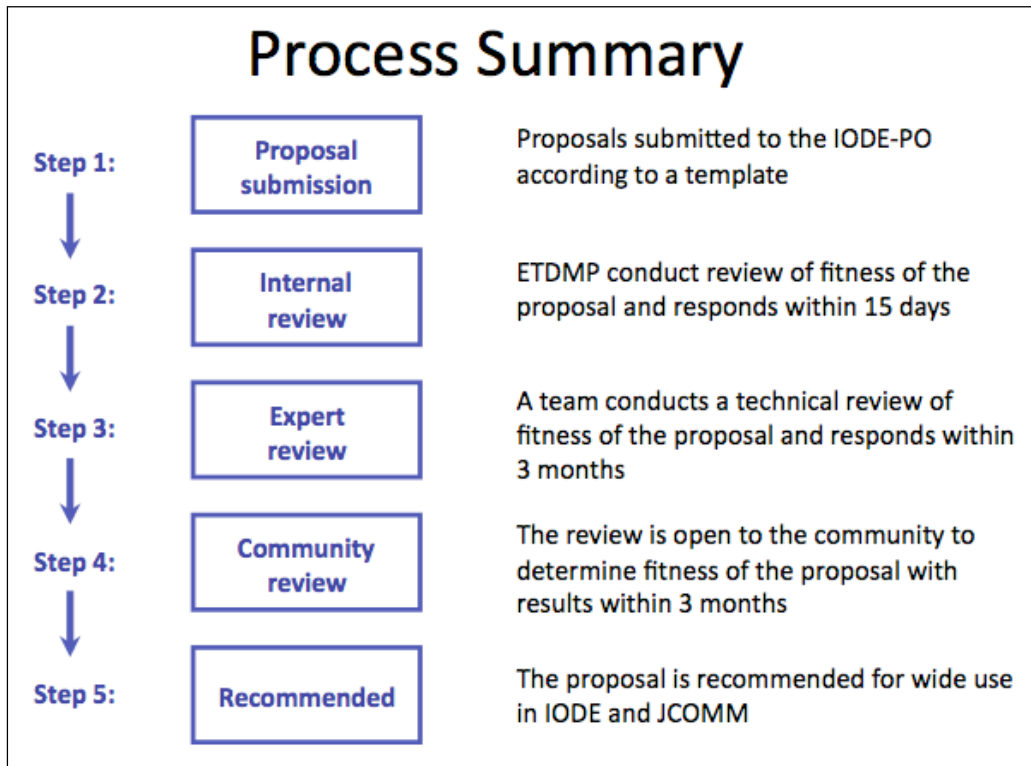 Process Summary
Step 1:
Proposal
submission
Proposals submitted to the IODE-PO
according to a template
Step 2:
Internal
review
ETDMP conduct review of fitness of the
proposal and responds within 15 days
Step 3:
Expert
review
A team conducts a technical review of
fitness of the proposal and responds within
3 months
Step 4:
Community
review
The review is open to the community to
determine fitness of the proposal with
results within 3 months
Step 5:
Recommended
The proposal is recommended for wide use
in IODE and JCOMM